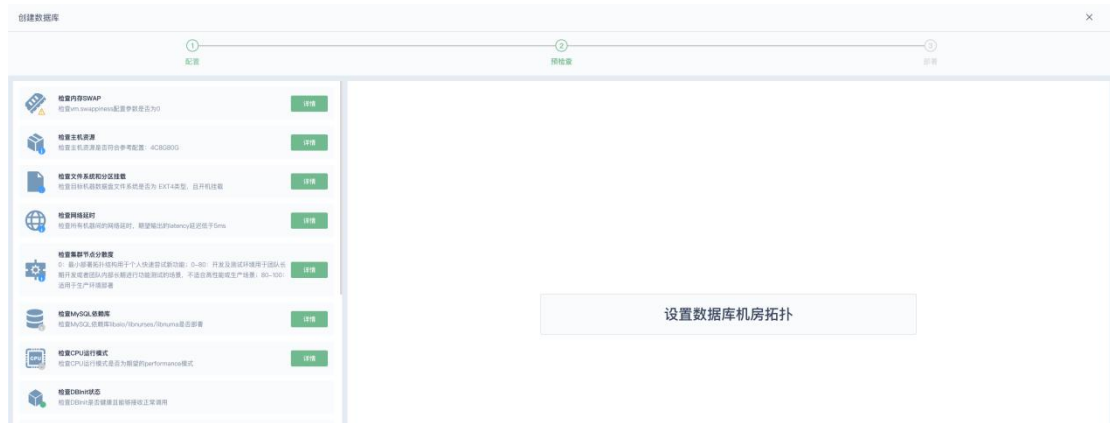 创建数据库
×
1
2
3
配置
预检查
部署
检查内存SWAP
检查vm.swappiness配置参数是否为0
详情
检查主机资源
检查主机资源是否符合参考配置：4C8G80G
详情
检查文件系统和分区挂载
检查目标机器数据盘文件系统是否为 EXT4类型，且开机挂载
详情
检查网络延时
检查所有机器间的网络延时，期望输出的latency延迟低于5ms
详情
检查集群节点分散度
0：最小部署拓扑结构用于个人快速尝试新功能；0-80：开发及测试环境用于团队长
期开发或者团队内部长期进行功能测试的场景，不适合高性能或生产场景；80-100：
适用于生产环境部署
详情
检查MySQL依赖库
检查MySQL依赖库libaio/libnurses/libnuma是否部署
详情
CPU
检查CPU运行模式
检查CPU运行模式是否为期望的performance模式
详情
检查DBInit状态
检查DBInit是否健康且能够接收正常调用
设置数据库机房拓扑